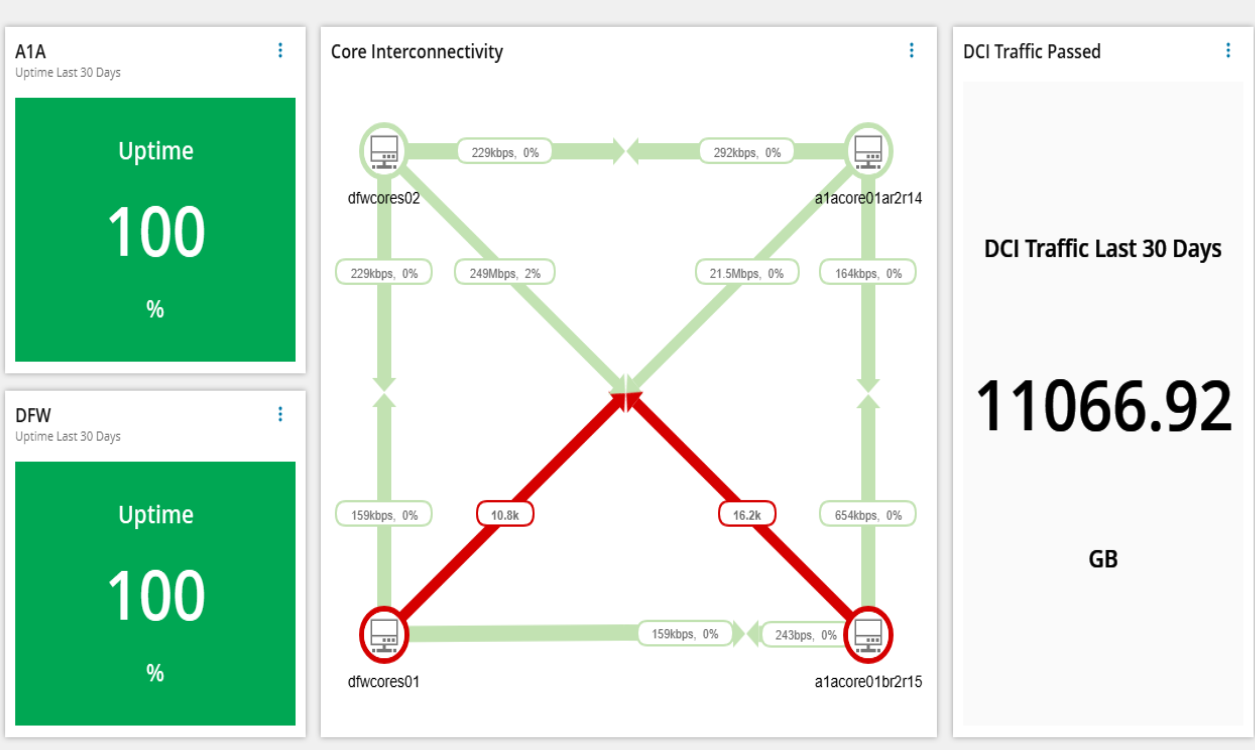 A1A
Uptime Last 30 Days
Uptime
100
%
DFW
Uptime Last 30 Days
Uptime
100
%
Core Interconnectivity
229kbps, 0%
292kbps, 0%
dfwcores02
a1acore01ar2r14
229kbps, 0%
249Mbps, 2%
21.5Mbps, 0%
164kbps, 0%
159kbps, 0%
10.8k
16.2k
654kbps, 0%
159kbps, 0%
243bps, 0%
dfwcores01
a1acore01br2r15
DCI Traffic Passed
DCI Traffic Last 30 Days
11066.92
GB